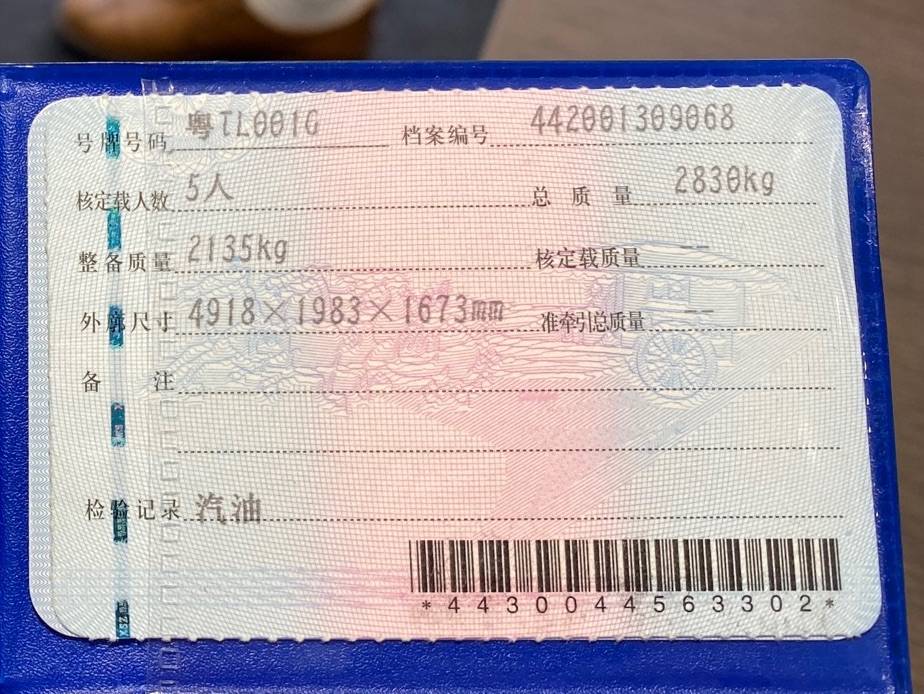 号牌号码 粤TL001G 档案编号 442001309068
核定载人数 5人 总质量 2830kg
整备质量 2135kg 核定载质量 --
外廓尺寸 4918×1983×1673mm 准牵引总质量 --
备注
检验记录 汽油
*4430044563302*